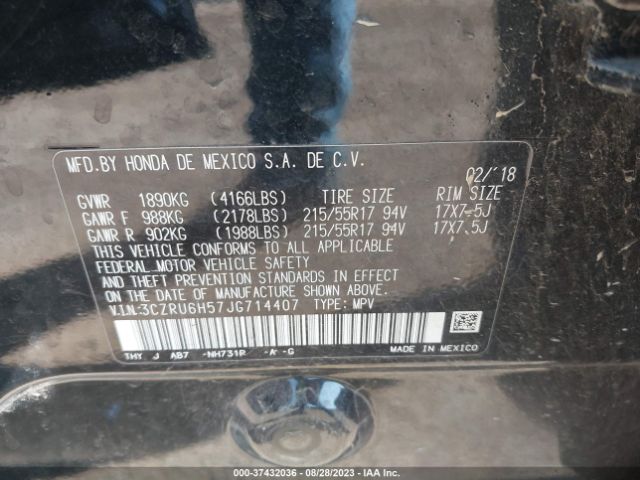 MFD.BY HONDA DE MEXICO S.A. DE C.V.
02/'18
GVWR 1890KG (4166LBS) TIRE SIZE RIM SIZE
GAWR F 988KG (2178LBS) 215/55R17 94V 17X7.5J
GAWR R 902KG (1988LBS) 215/55R17 94V 17X7.5J
THIS VEHICLE CONFORMS TO ALL APPLICABLE
FEDERAL MOTOR VEHICLE SAFETY
AND THEFT PREVENTION STANDARDS IN EFFECT
ON THE DATE OF MANUFACTURE SHOWN ABOVE.
V.I.N:3CZRU6H57JG714407 TYPE: MPV
THY J AB7 -NH731P -A -G MADE IN MEXICO
000-37432036 - 08/28/2023 - IAA Inc.